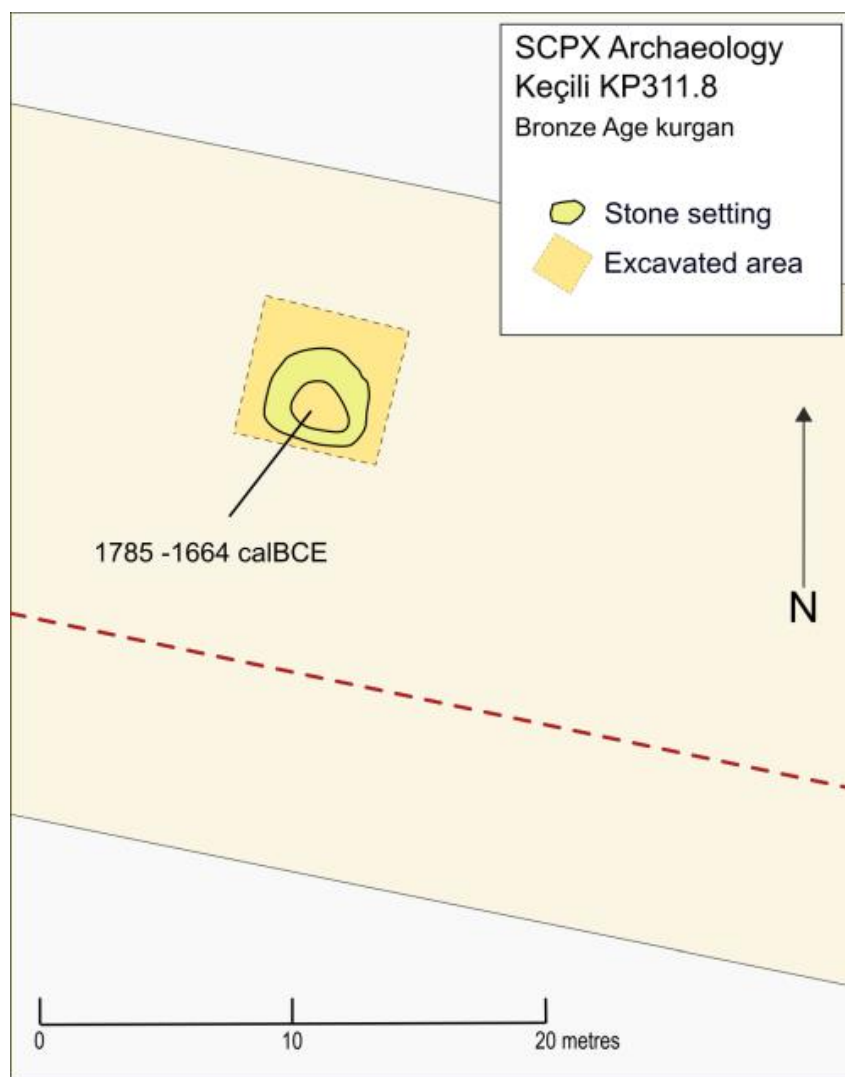 SCPX Archaeology
Keçili KP311.8
Bronze Age kurgan
Stone setting
Excavated area
1785 -1664 calBCE
N
0 10 20 metres